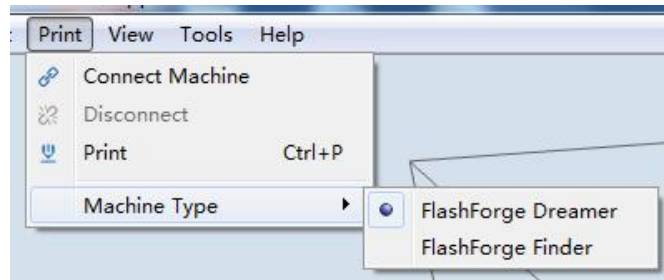 Print View Tools Help
Connect Machine
Disconnect
Print Ctrl+P
Machine Type
FlashForge Dreamer
FlashForge Finder